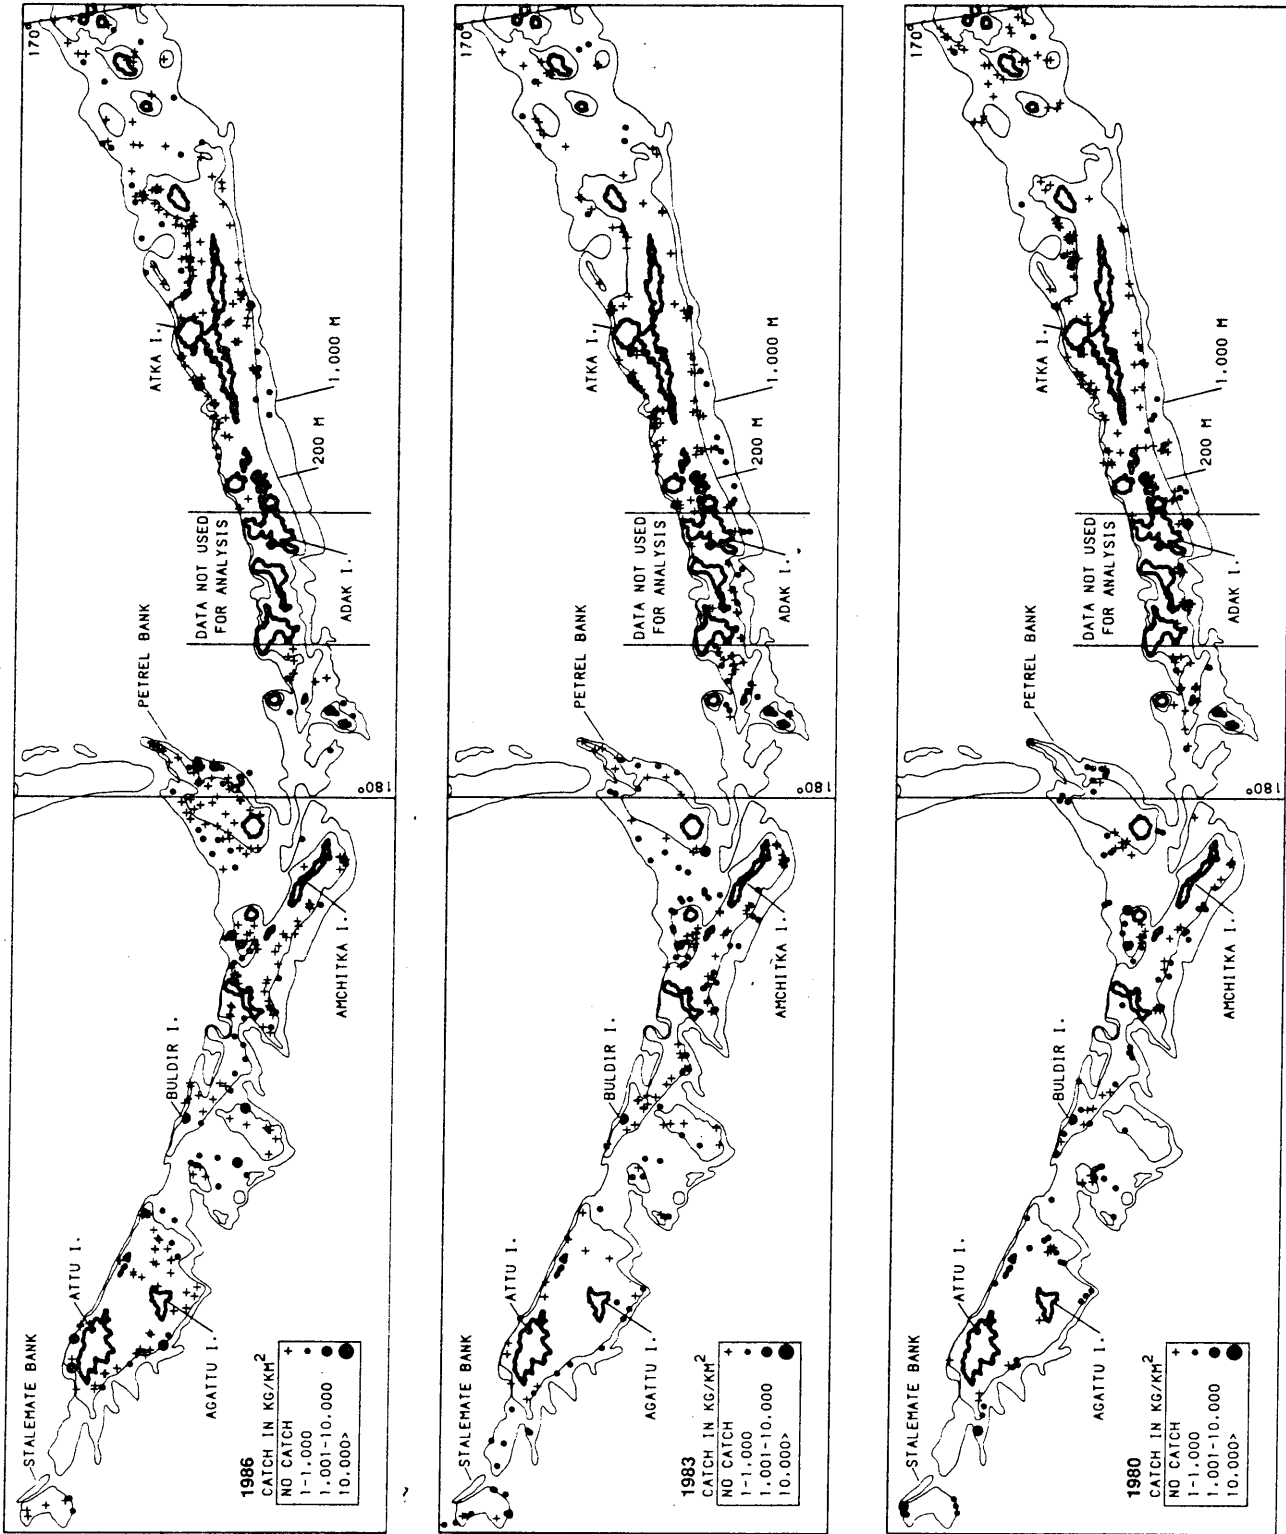 STALEMATE BANK
ATTU I.
BULDIR I.
PETREL BANK
ATKA I.
170°
180°
AGATTU I.
AMCHITKA I.
ADAK I.
DATA NOT USED
FOR ANALYSIS
200 M
1,000 M
1986
CATCH IN KG/KM2
NO CATCH +
1-1.000
1.001-10.000
10.000>
STALEMATE BANK
ATTU I.
BULDIR I.
PETREL BANK
ATKA I.
170°
180°
AGATTU I.
AMCHITKA I.
ADAK I.
DATA NOT USED
FOR ANALYSIS
200 M
1,000 M
1983
CATCH IN KG/KM2
NO CATCH +
1-1.000
1.001-10.000
10.000>
STALEMATE BANK
ATTU I.
BULDIR I.
PETREL BANK
ATKA I.
170°
180°
AGATTU I.
AMCHITKA I.
ADAK I.
DATA NOT USED
FOR ANALYSIS
200 M
1,000 M
1980
CATCH IN KG/KM2
NO CATCH +
1-1.000
1.001-10.000
10.000>